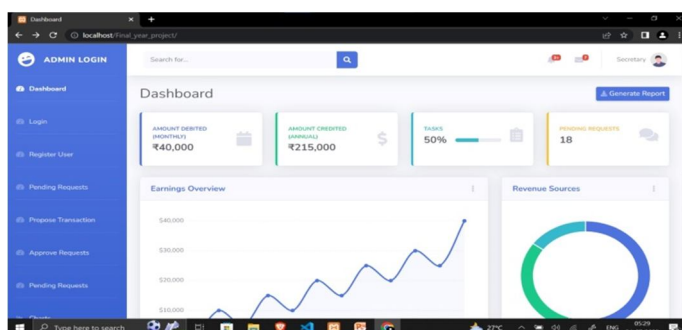 Dashboard
localhost/Final_year_project/
ADMIN LOGIN
Search for...
Secretary
Dashboard
Dashboard
Generate Report
Login
AMOUNT DEBITED
(MONTHLY)
₹40,000
AMOUNT CREDITED
(ANNUAL)
₹215,000
TASKS
50%
PENDING REQUESTS
18
Register User
Pending Requests
Earnings Overview
Revenue Sources
Propose Transaction
$40,000
Approve Requests
$30,000
Pending Requests
$20,000
$10,000
Type here to search
27°C
ENG
05:29